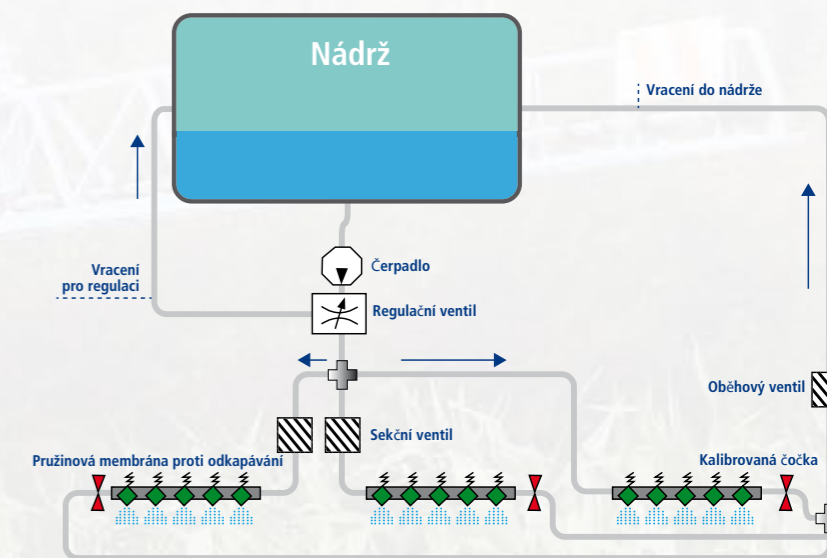 Nádrž
Vracení do nádrže
Čerpadlo
Vracení
pro regulaci
Regulační ventil
Oběhový ventil
Sekční ventil
Pružinová membrána proti odkapávání
Kalibrovaná čočka